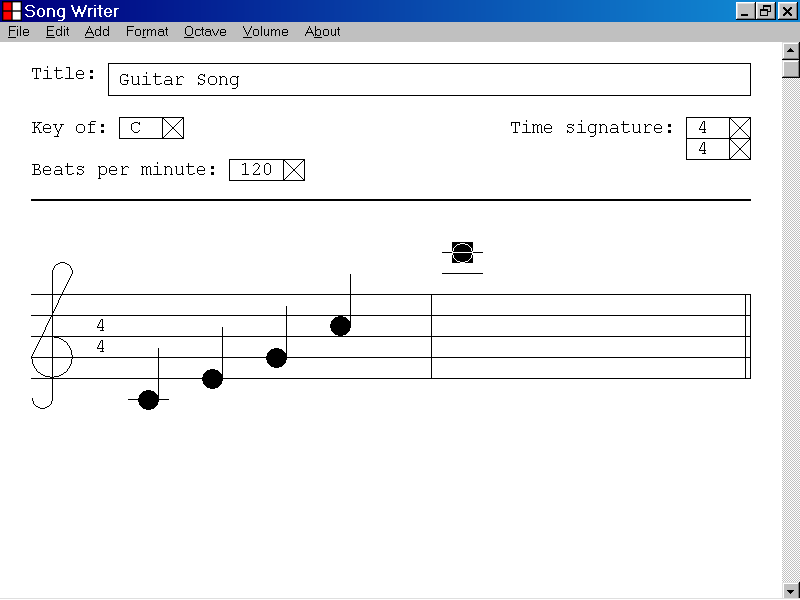 Song Writer
File Edit Add Format Octave Volume About
Title: Guitar Song
Key of: C Time signature: 4
4
Beats per minute: 120
4
4